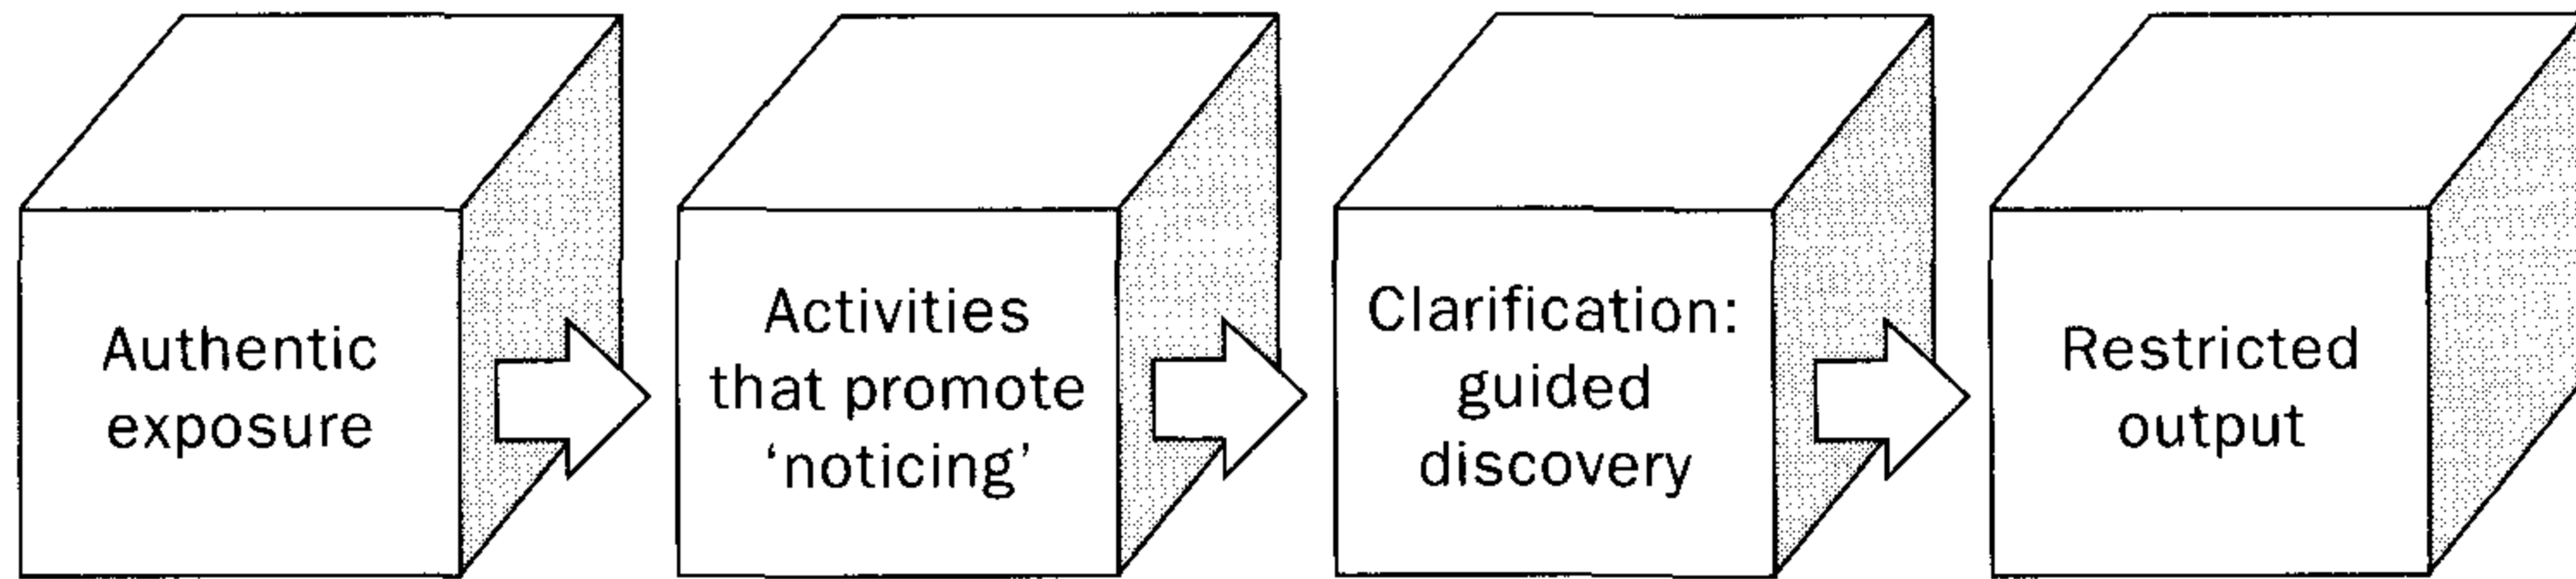 Authentic
exposure
Activities
that promote
‘noticing’
Clarification:
guided
discovery
Restricted
output